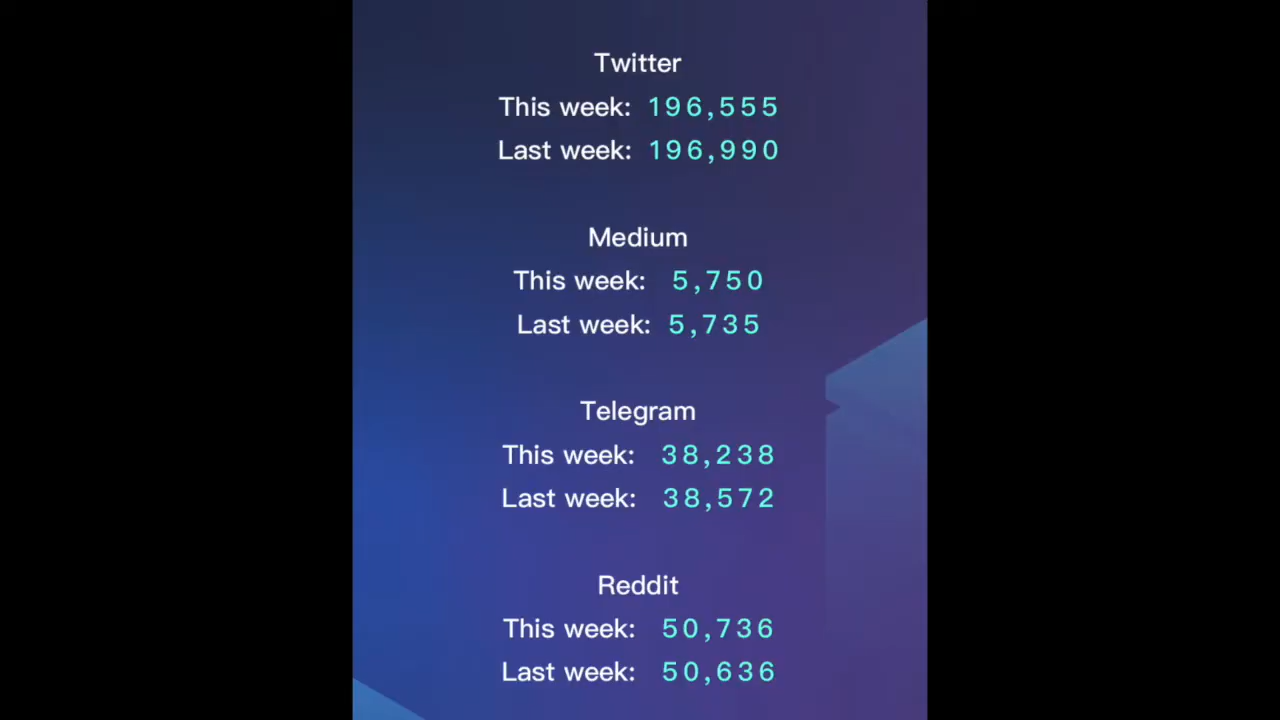 Twitter
This week: 196,555
Last week: 196,990
Medium
This week: 5,750
Last week: 5,735
Telegram
This week: 38,238
Last week: 38,572
Reddit
This week: 50,736
Last week: 50,636